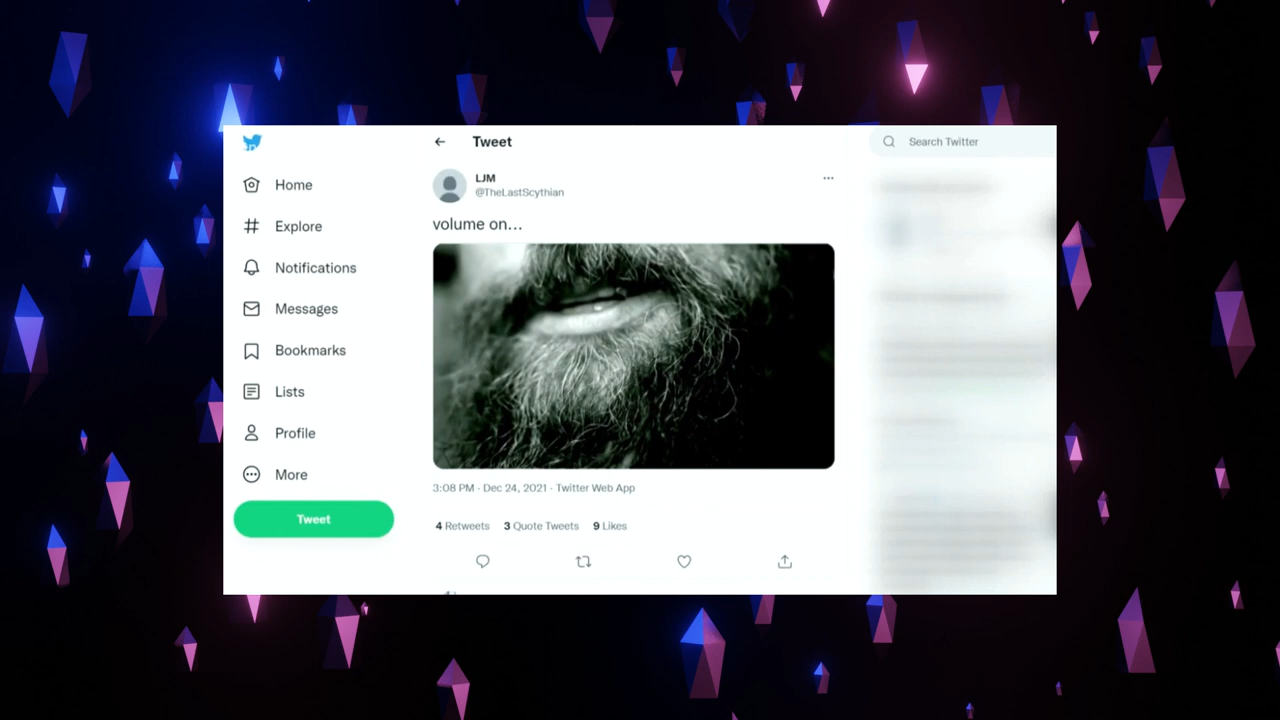 Tweet
Search Twitter
LJM
@TheLastScythian
volume on...
Home
Explore
Notifications
Messages
Bookmarks
Lists
Profile
More
Tweet
3:08 PM · Dec 24, 2021 · Twitter Web App
4 Retweets 3 Quote Tweets 9 Likes